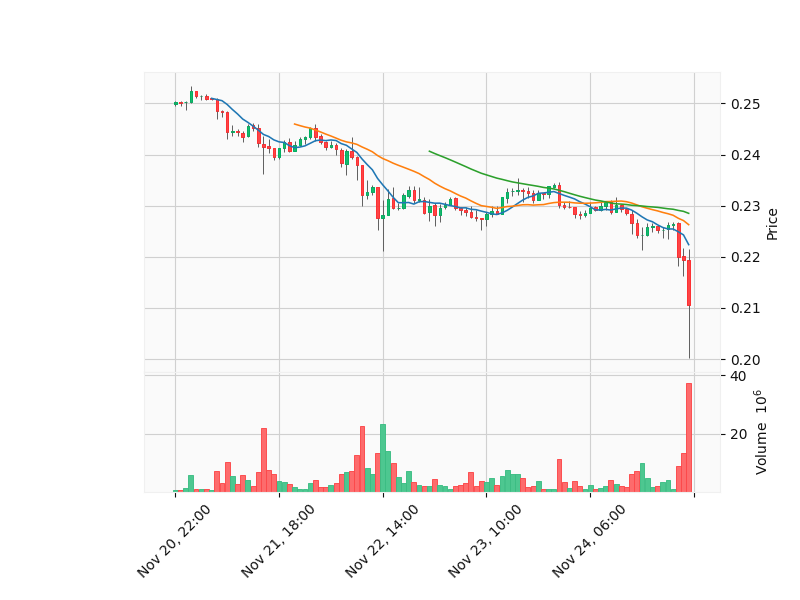 0.25
0.24
0.23
0.22
0.21
0.20
Price
40
20
Volume 10^6
Nov 20, 22:00
Nov 21, 18:00
Nov 22, 14:00
Nov 23, 10:00
Nov 24, 06:00